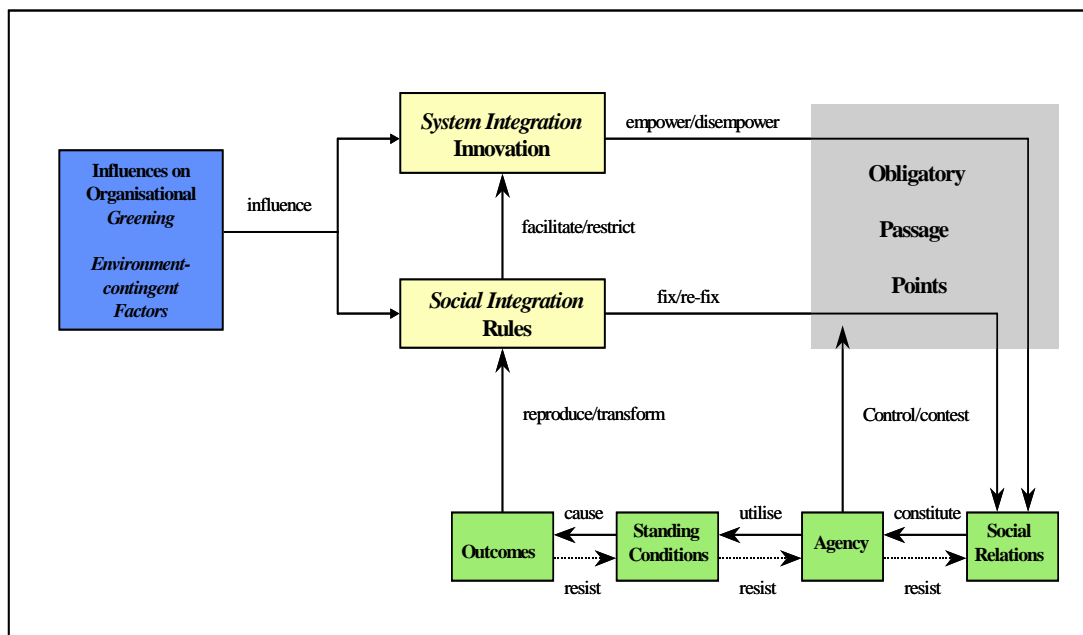 System Integration
Innovation
empower/disempower
Obligatory
Passage
Points
Influences on
Organisational
Greening
Environment-
contingent
Factors
influence
facilitate/restrict
Social Integration
Rules
fix/re-fix
reproduce/transform
Control/contest
cause
utilise
constitute
Outcomes
Standing
Conditions
Agency
Social
Relations
resist
resist
resist